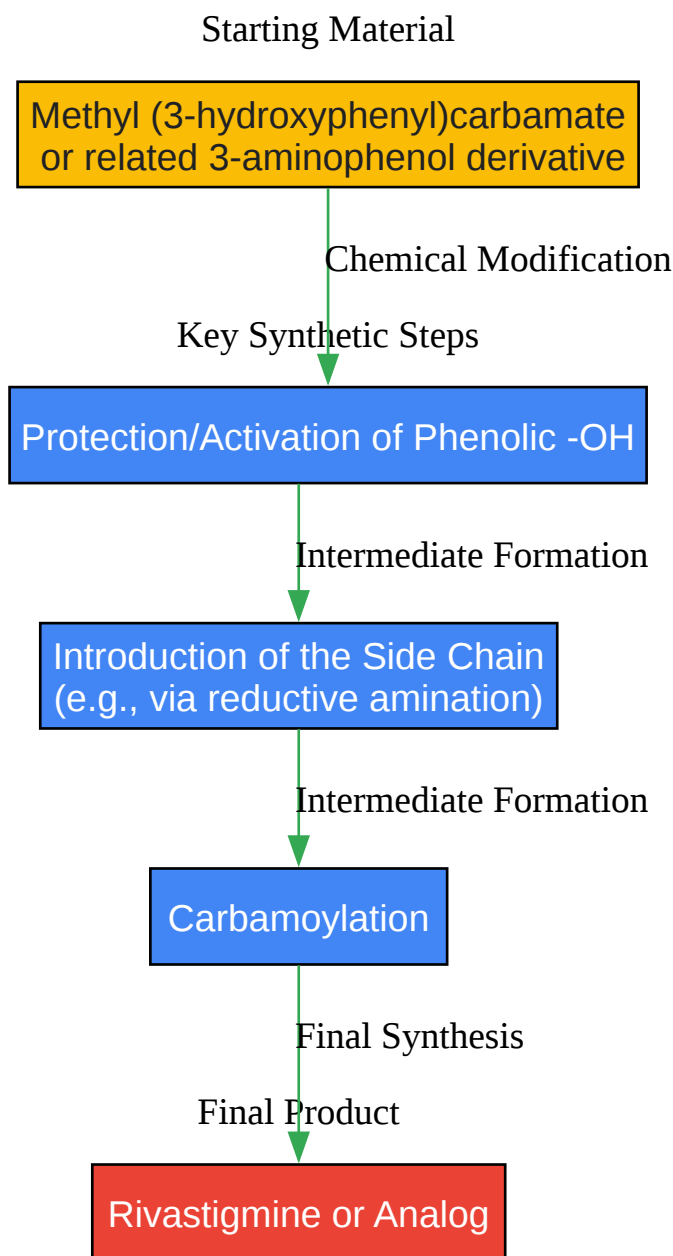 Starting Material
Methyl (3-hydroxyphenyl)carbamate
or related 3-aminophenol derivative
Chemical Modification
Key Synthetic Steps
Protection/Activation of Phenolic -OH
Intermediate Formation
Introduction of the Side Chain
(e.g., via reductive amination)
Intermediate Formation
Carbamoylation
Final Synthesis
Final Product
Rivastigmine or Analog